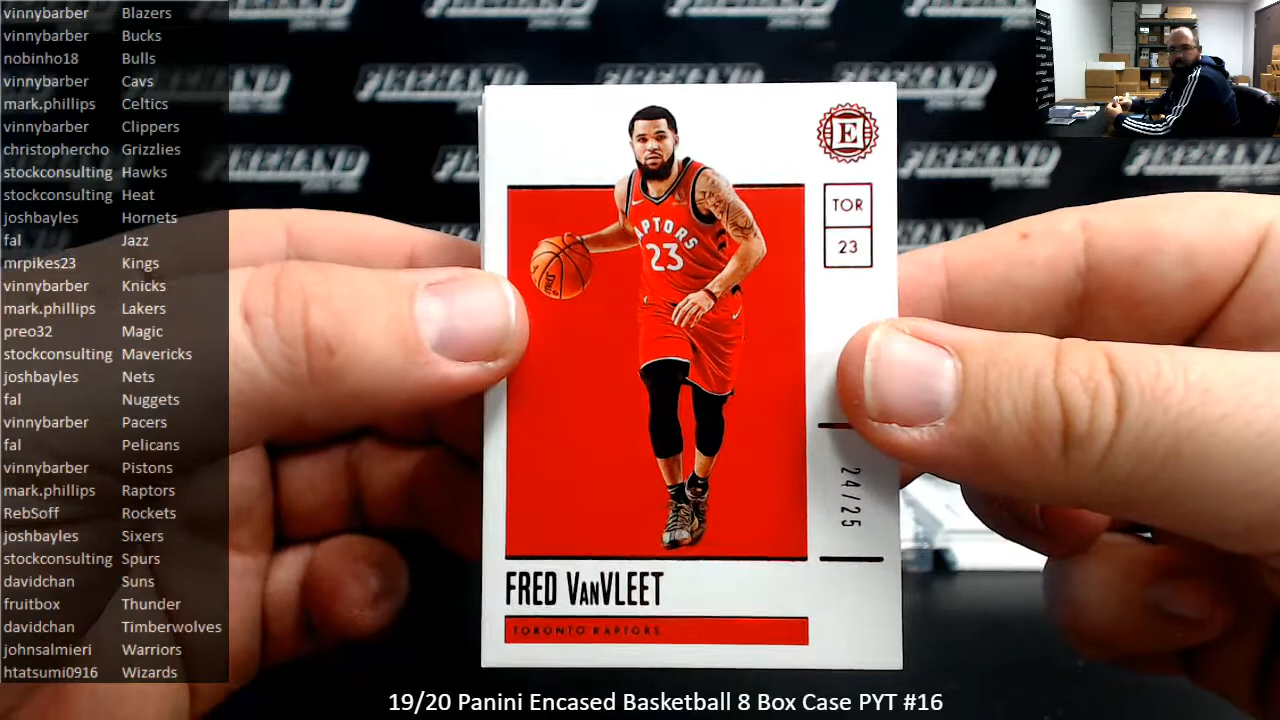 vinnybarber Blazers
vinnybarber Bucks
nobinho18 Bulls
vinnybarber Cavs
mark.phillips Celtics
vinnybarber Clippers
christophercho Grizzlies
stockconsulting Hawks
stockconsulting Heat
joshbayles Hornets
fal Jazz
mrpikes23 Kings
vinnybarber Knicks
mark.phillips Lakers
preo32 Magic
stockconsulting Mavericks
joshbayles Nets
fal Nuggets
vinnybarber Pacers
fal Pelicans
vinnybarber Pistons
mark.phillips Raptors
RebSoff Rockets
joshbayles Sixers
stockconsulting Spurs
davidchan Suns
fruitbox Thunder
davidchan Timberwolves
johnsalmieri Warriors
htatsumi0916 Wizards
E
TOR
23
RAPTORS
23
24/25
FRED VANVLEET
TORONTO RAPTORS
19/20 Panini Encased Basketball 8 Box Case PYT #16